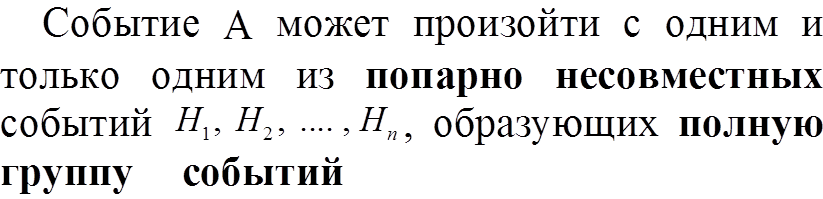 Событие А может произойти с одним и
только одним из попарно несовместных
событий H₁, H₂, ...., Hₙ, образующих полную
группу событий